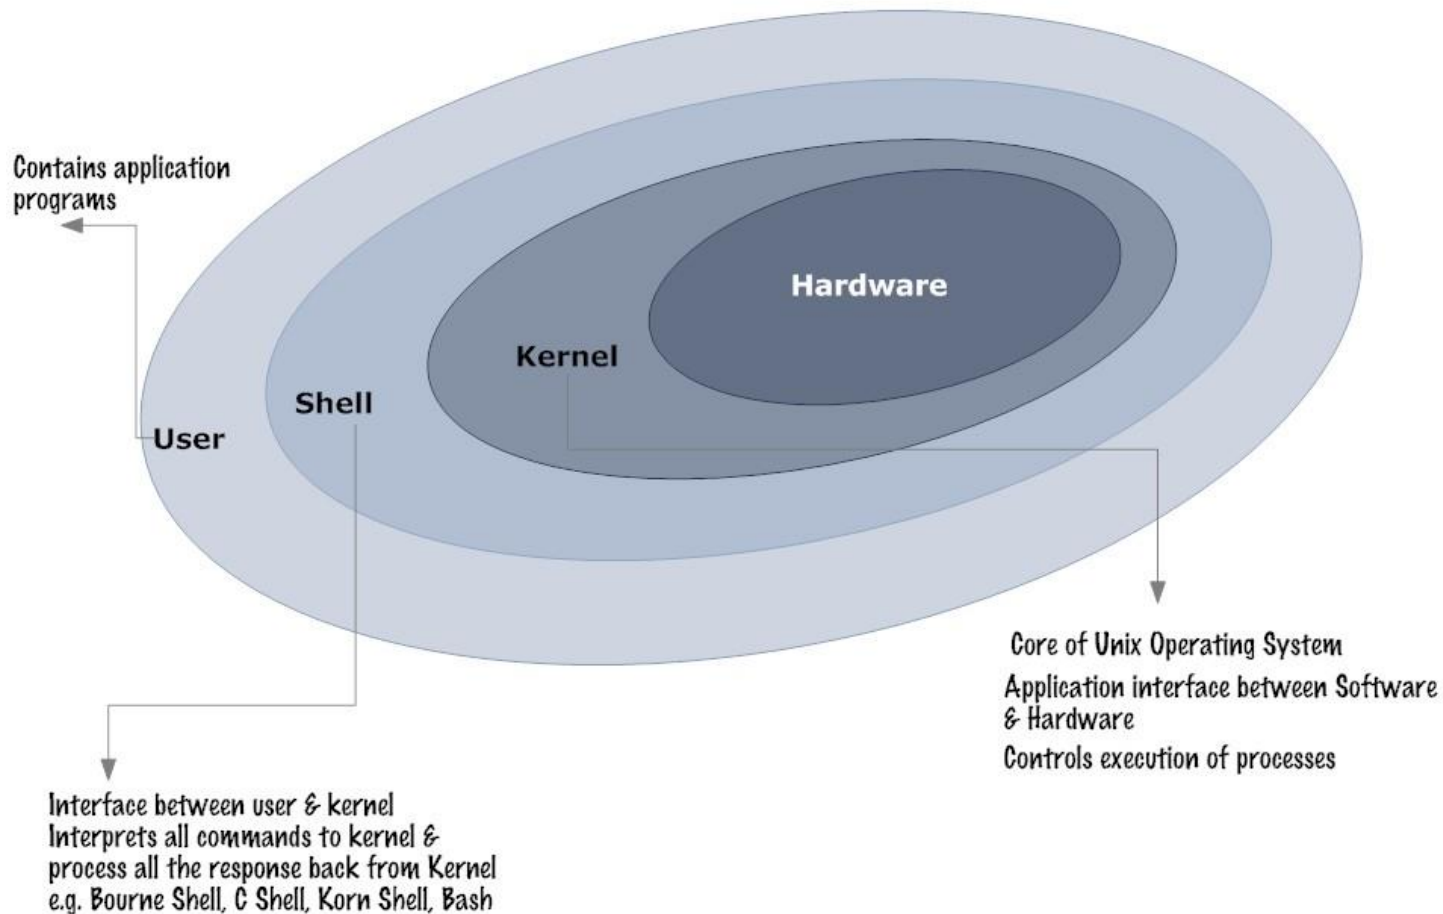 Contains application
programs
Hardware
Kernel
Shell
User
Core of Unix Operating System
Application interface between Software
& Hardware
Controls execution of processes
Interface between user & kernel
Interprets all commands to kernel &
process all the response back from Kernel
e.g. Bourne Shell, C Shell, Korn Shell, Bash